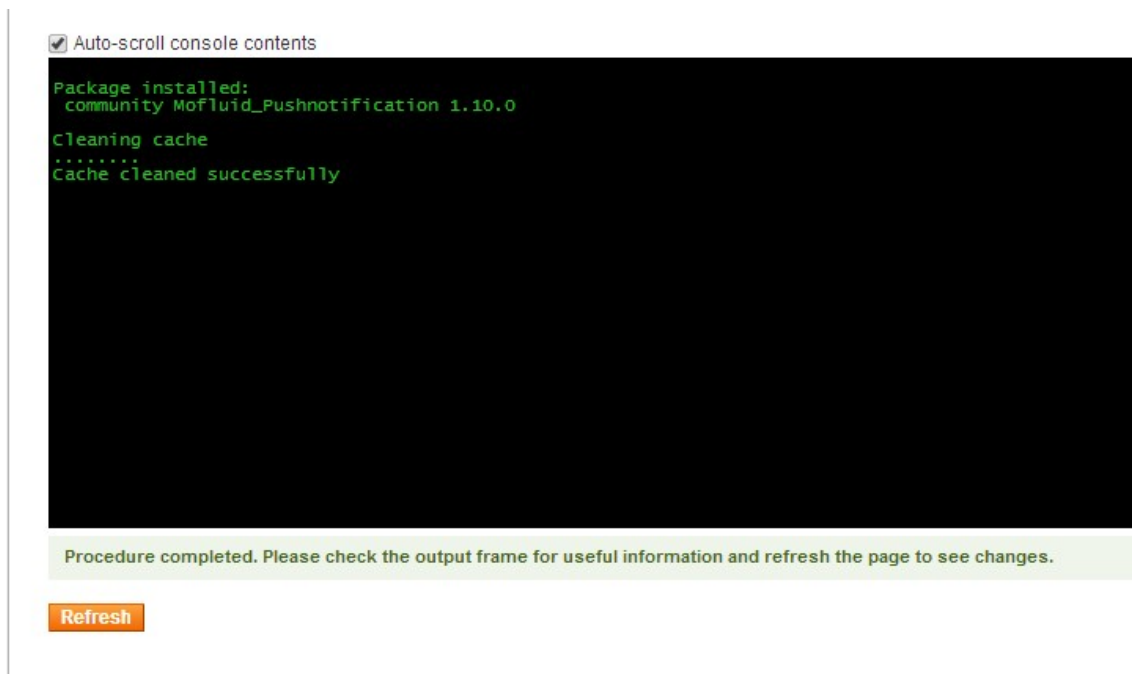 Auto-scroll console contents
Package installed:
community Mofluid_Pushnotification 1.10.0
Cleaning cache
........
Cache cleaned successfully
Procedure completed. Please check the output frame for useful information and refresh the page to see changes.
Refresh